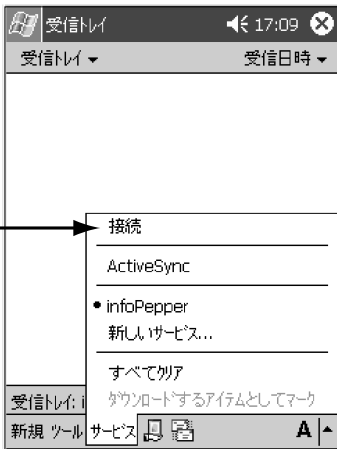 受信トレイ 17:09
受信トレイ 受信日時
接続
ActiveSync
infoPepper
新しいサービス...
すべてクリア
ダウンロードするアイテムとしてマーク
受信トレイ: i
新規 ツール サービス A